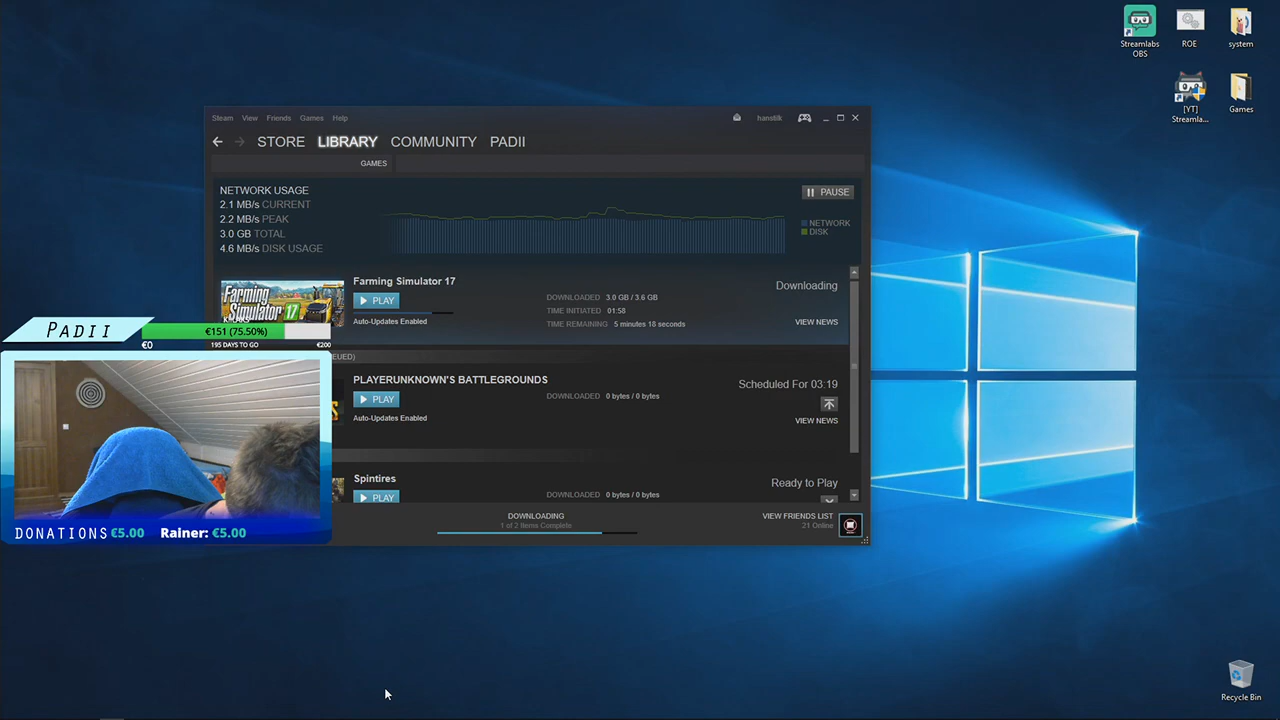 Streamlabs
OBS
ROE
system
[YT]
Streamla...
Games
Steam View Friends Games Help
hanstilk
STORE LIBRARY COMMUNITY PADII
GAMES
NETWORK USAGE
2.1 MB/s CURRENT
2.2 MB/s PEAK
3.0 GB TOTAL
4.6 MB/s DISK USAGE
PAUSE
NETWORK
DISK
Farming Simulator 17
PLAY
Auto-Updates Enabled
DOWNLOADED 3.0 GB / 3.6 GB
TIME INITIATED 01:58
TIME REMAINING 5 minutes 18 seconds
Downloading
VIEW NEWS
Farming
Simulator 17
PADII
€151 (75.50%)
€0
195 DAYS TO GO
€200
UED)
PLAYERUNKNOWN'S BATTLEGROUNDS
PLAY
Auto-Updates Enabled
0 bytes / 0 bytes
DOWNLOADED
Scheduled For 03:19
VIEW NEWS
Spintires
PLAY
DOWNLOADED 0 bytes / 0 bytes
Ready to Play
DOWNLOADING
1 of 2 Items Complete
VIEW FRIENDS LIST
21 Online
DONATIONS €5.00 Rainer: €5.00
Recycle Bin